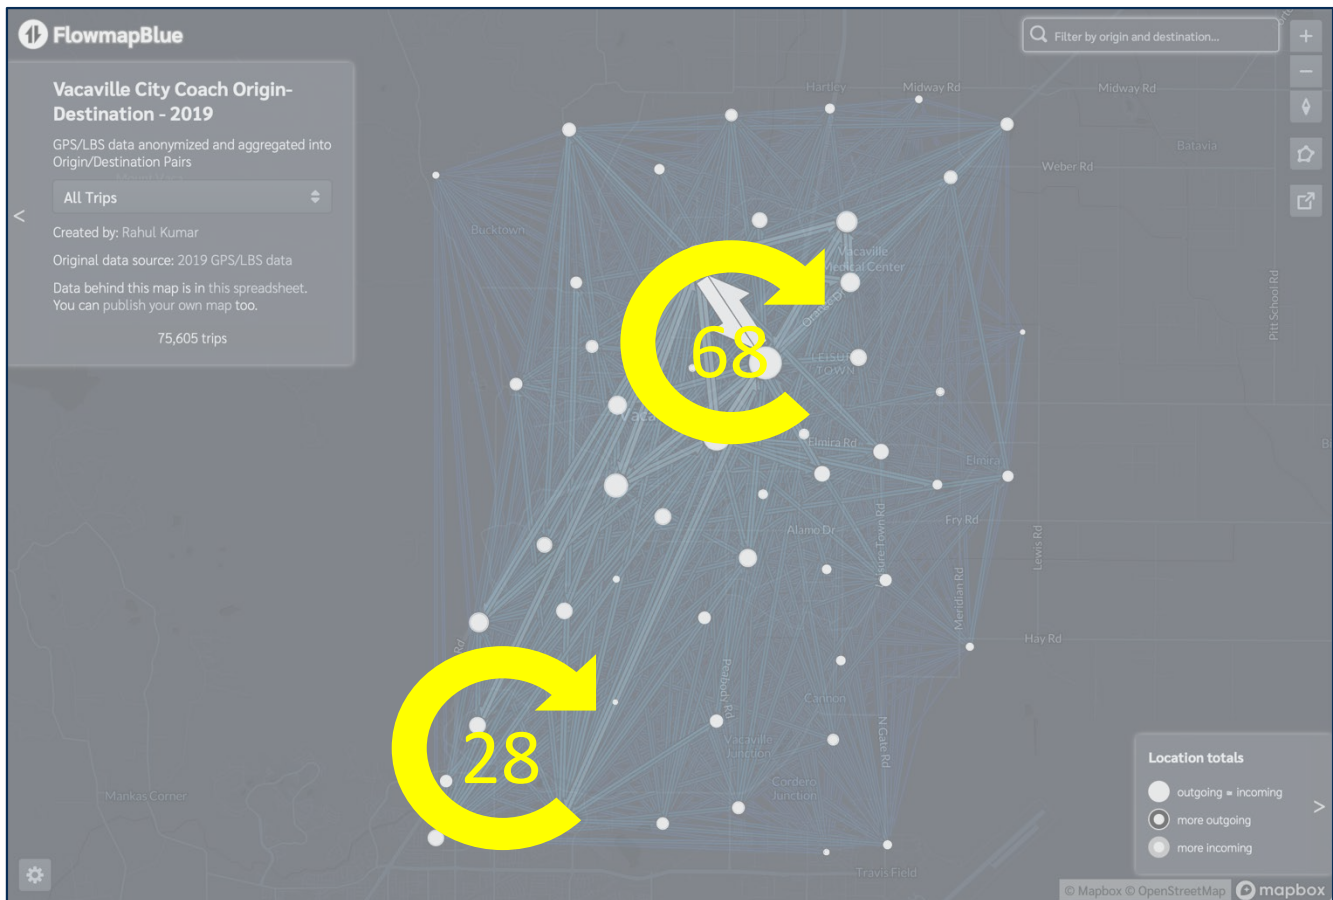 FlowmapBlue
Filter by origin and destination...
Vacaville City Coach Origin-
Destination - 2019
GPS/LBS data anonymized and aggregated into
Origin/Destination Pairs
All Trips
Created by: Rahul Kumar
Original data source: 2019 GPS/LBS data
Data behind this map is in this spreadsheet.
You can publish your own map too.
75,605 trips
Hartley
Midway Rd
Midway Rd
Batavia
Weber Rd
Bucktown
Vacaville
Medical Center
Pitt School Rd
68
TOWN
Elmira Rd
Elmira
Alamo Dr
Fry Rd
Lewis Rd
Meridian Rd
Hay Rd
Rd
Peabody Rd
Cannon
N Gate Rd
28
Vacaville
Junction
Cordero
Junction
Mankas Corner
Travis Field
Location totals
outgoing = incoming
more outgoing
more incoming
© Mapbox © OpenStreetMap
mapbox